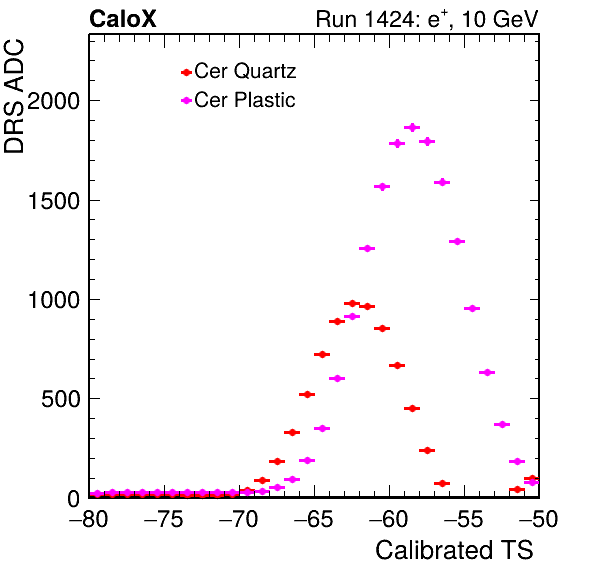 CaloX Run 1424: e⁺, 10 GeV
DRS ADC
Cer Quartz
Cer Plastic
2000
1500
1000
500
0
−80 −75 −70 −65 −60 −55 −50
Calibrated TS